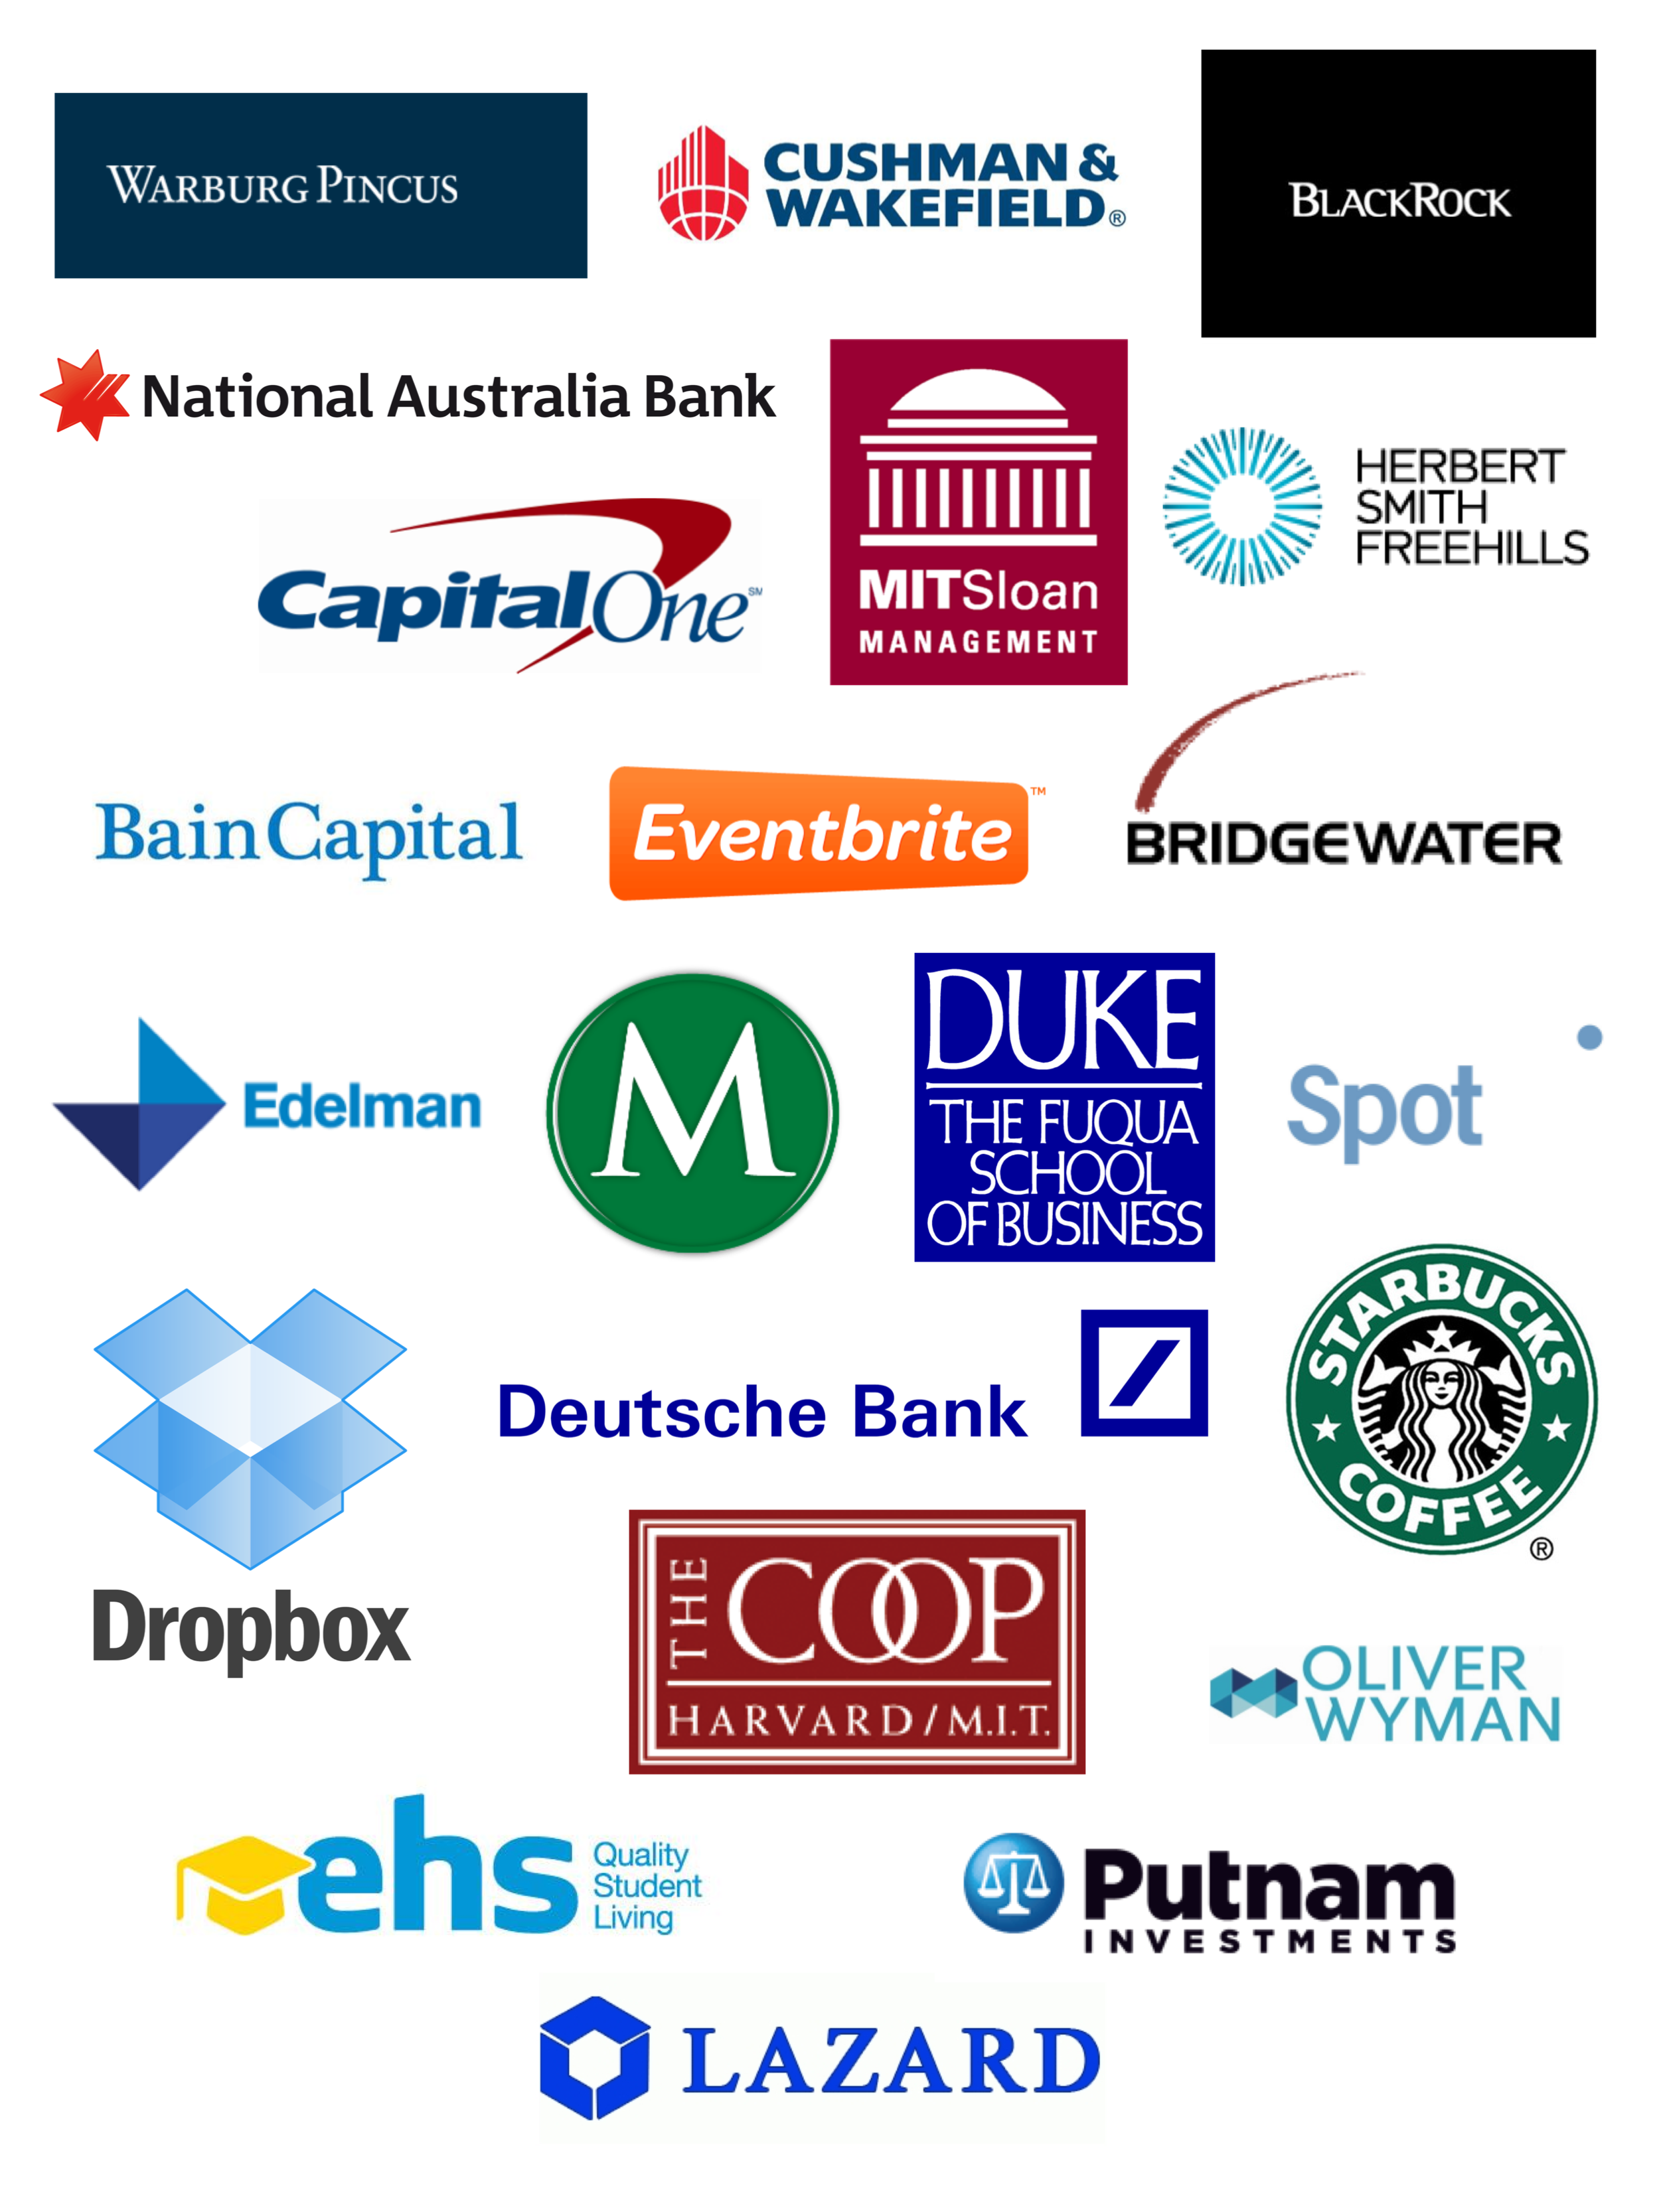 WARBURG PINCUS
CUSHMAN &
WAKEFIELD®
BLACKROCK
National Australia Bank
MITSloan
MANAGEMENT
HERBERT
SMITH
FREEHILLS
CapitalOne℠
BainCapital
Eventbrite™
BRIDGEWATER
Edelman
M
DUKE
THE FUQUA
SCHOOL
OF BUSINESS
Spot
Dropbox
Deutsche Bank
STARBUCKS
COFFEE
®
THE COOP
HARVARD/M.I.T.
OLIVER
WYMAN
ehs
Quality
Student
Living
Putnam
INVESTMENTS
LAZARD